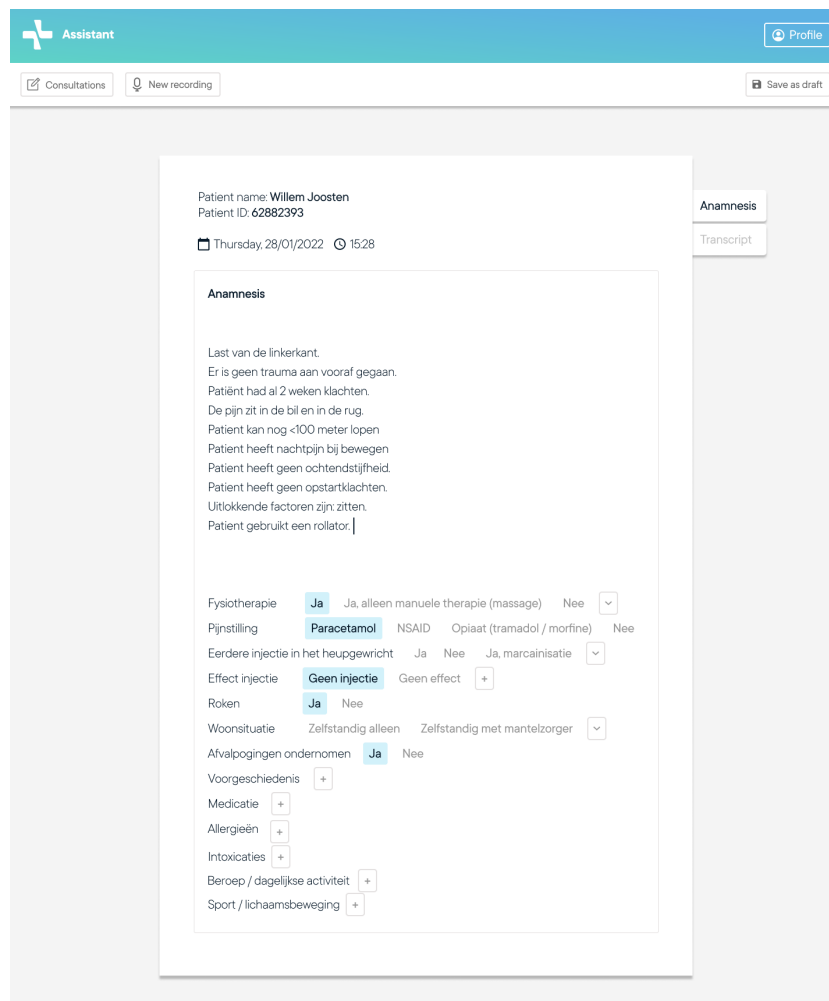 Assistant
Profile
Consultations
New recording
Save as draft
Patient name: Willem Joosten
Patient ID: 62882393
Thursday, 28/01/2022 15:28
Anamnesis
Transcript
Anamnesis
Last van de linkerkant.
Er is geen trauma aan vooraf gegaan.
Patiënt had al 2 weken klachten.
De pijn zit in de bil en in de rug.
Patient kan nog <100 meter lopen
Patient heeft nachtpijn bij bewegen
Patient heeft geen ochtendstijfheid.
Patient heeft geen opstartklachten.
Uitlokkende factoren zijn: zitten.
Patient gebruikt een rollator.
Fysiotherapie Ja Ja, alleen manuele therapie (massage) Nee
Pijnstilling Paracetamol NSAID Opiaat (tramadol / morfine) Nee
Eerdere injectie in het heupgewricht Ja Nee Ja, marcainisatie
Effect injectie Geen injectie Geen effect +
Roken Ja Nee
Woonsituatie Zelfstandig alleen Zelfstandig met mantelzorger
Afvalpogingen ondernomen Ja Nee
Voorgeschiedenis +
Medicatie +
Allergieën +
Intoxicaties +
Beroep / dagelijkse activiteit +
Sport / lichaamsbeweging +